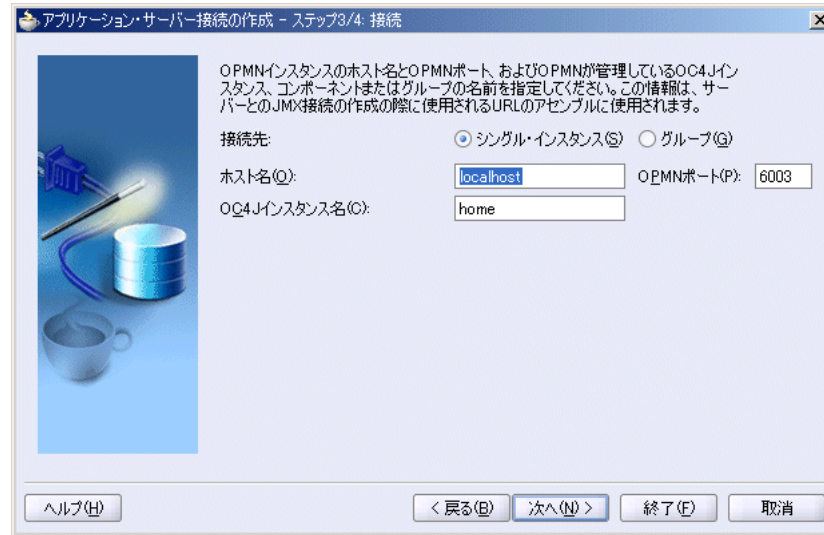 アプリケーション・サーバー接続の作成 - ステップ3/4: 接続
OPMNインスタンスのホスト名とOPMNポート、およびOPMNが管理しているOC4Jイン
スタンス、コンポーネントまたはグループの名前を指定してください。この情報は、サー
バーとのJMX接続の作成の際に使用されるURLのアセンブルに使用されます。
接続先: シングル・インスタンス(S) グループ(G)
ホスト名(O): localhost OPMNポート(P): 6003
OC4Jインスタンス名(C): home
ヘルプ(H) < 戻る(B) 次へ(N) > 終了(F) 取消